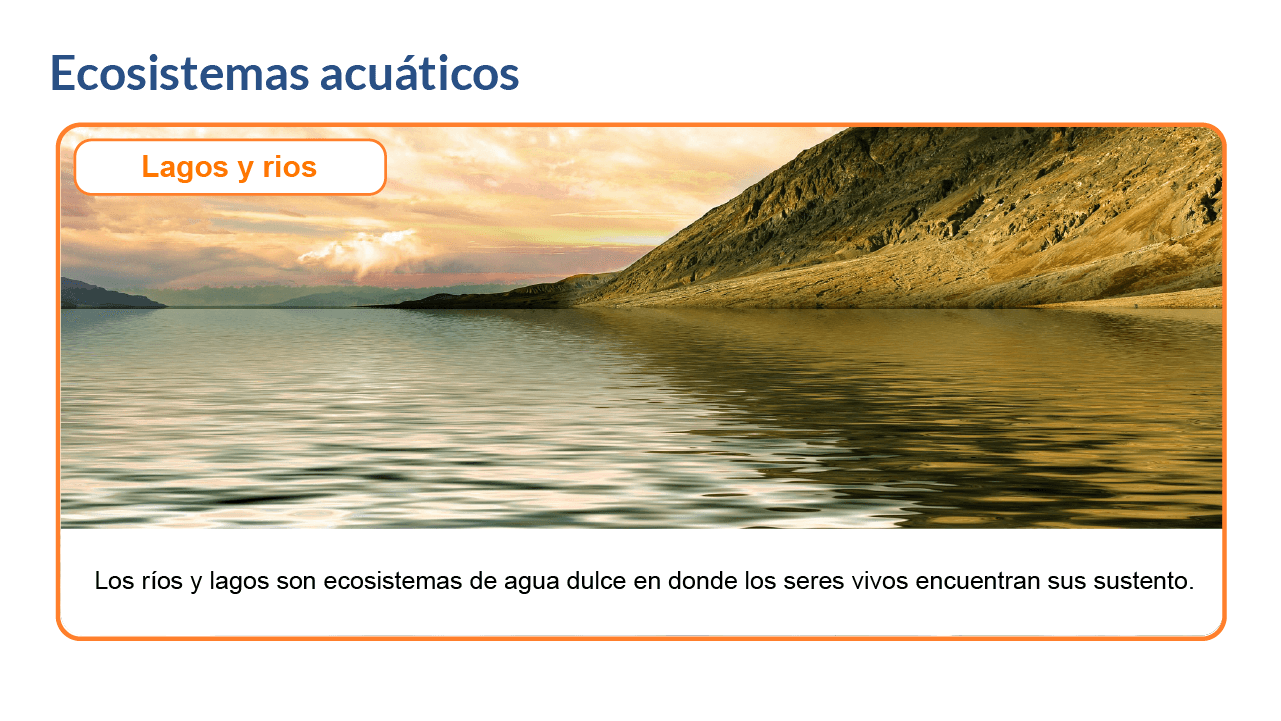 Ecosistemas acuáticos
Lagos y rios
Los ríos y lagos son ecosistemas de agua dulce en donde los seres vivos encuentran sus sustento.